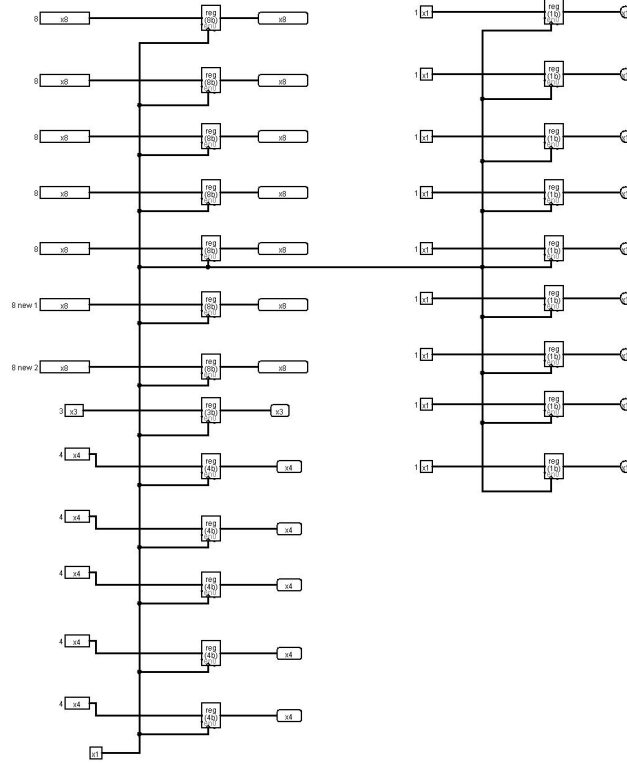 8 x8 reg (8b) x8
8 x8 reg (8b) x8
8 x8 reg (8b) x8
8 x8 reg (8b) x8
8 x8 reg (8b) x8
8 new 1 x8 reg (8b) x8
8 new 2 x8 reg (8b) x8
3 x3 reg (3b) x3
4 x4 reg (4b) x4
4 x4 reg (4b) x4
4 x4 reg (4b) x4
4 x4 reg (4b) x4
4 x4 reg (4b) x4
x1
1 x1 reg (1b)
1 x1 reg (1b)
1 x1 reg (1b)
1 x1 reg (1b)
1 x1 reg (1b)
1 x1 reg (1b)
1 x1 reg (1b)
1 x1 reg (1b)
1 x1 reg (1b)